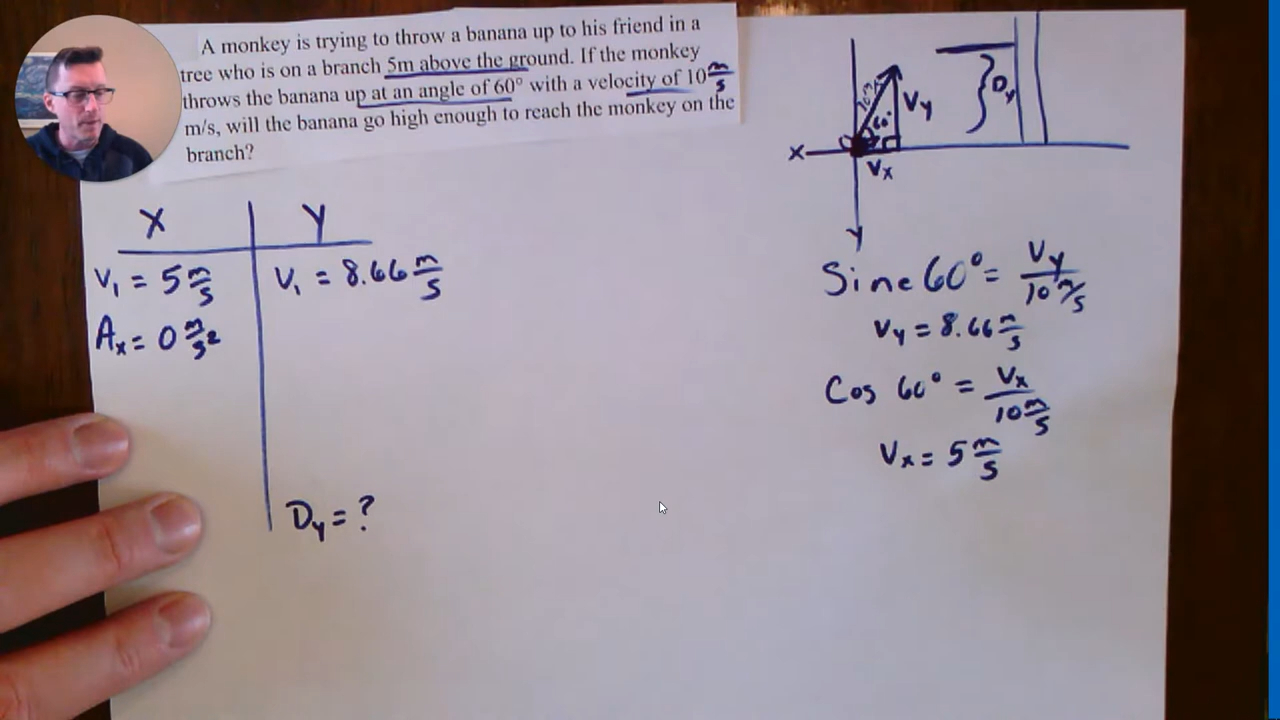 A monkey is trying to throw a banana up to his friend in a
tree who is on a branch 5m above the ground. If the monkey
throws the banana up at an angle of 60° with a velocity of 10 m/s
m/s, will the banana go high enough to reach the monkey on the
branch?
10 m/s
60°
Vy
Dy
X
Vx
Y
X Y
V₁ = 5 m/s V₁ = 8.66 m/s
Ax = 0 m/s²
Dy = ?
Sine 60° = Vy / 10 m/s
Vy = 8.66 m/s
Cos 60° = Vx / 10 m/s
Vx = 5 m/s